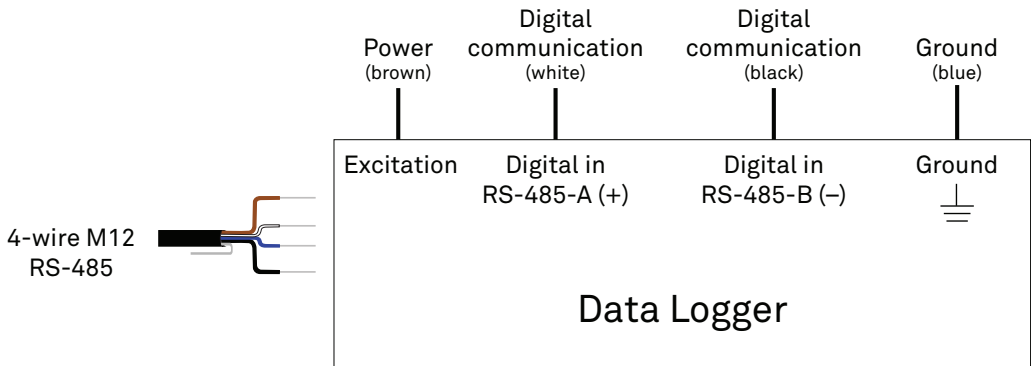 Power
(brown)
Digital
communication
(white)
Digital
communication
(black)
Ground
(blue)
Excitation
Digital in
RS-485-A (+)
Digital in
RS-485-B (–)
Ground
4-wire M12
RS-485
Data Logger